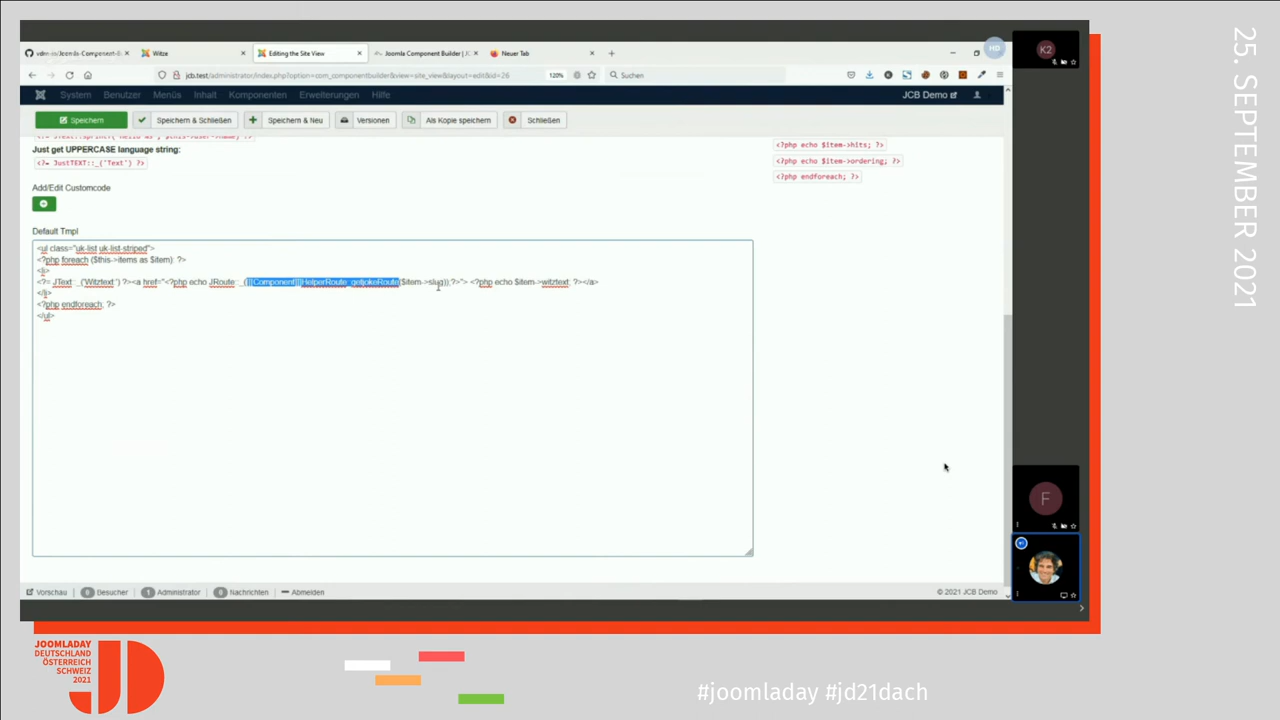 Witze
Editing the Site View
Joomla Component Builder | JC
Neuer Tab
HD
K2
jcb.test/administrator/index.php?option=com_componentbuilder&view=site_view&layout=edit&id=26
120%
Suchen
System Benutzer Menüs Inhalt Komponenten Erweiterungen Hilfe
JCB Demo
Speichern
Speichern & Schließen
Speichern & Neu
Versionen
Als Kopie speichern
Schließen
Just get UPPERCASE language string:
<?= JustTEXT::_('Text') ?>
<?php echo $item->hits; ?>
<?php echo $item->ordering; ?>
<?php endforeach; ?>
Add/Edit Customcode
Default Tmpl
<ul class="uk-list uk-list-striped">
<?php foreach ($this->items as $item): ?>
<li>
<?= JText::_('Witztext') ?><a href="<?php echo JRoute::_([[[Component]]]HelperRoute::getjokeRoute($item->slug));?>"> <?php echo $item->witztext; ?></a>
</li>
<?php endforeach; ?>
</ul>
F
Vorschau
0 Besucher
1 Administrator
0 Nachrichten
Abmelden
© 2021 JCB Demo
25. SEPTEMBER 2021
JOOMLADAY
DEUTSCHLAND
ÖSTERREICH
SCHWEIZ
2021
#joomladay #jd21dach